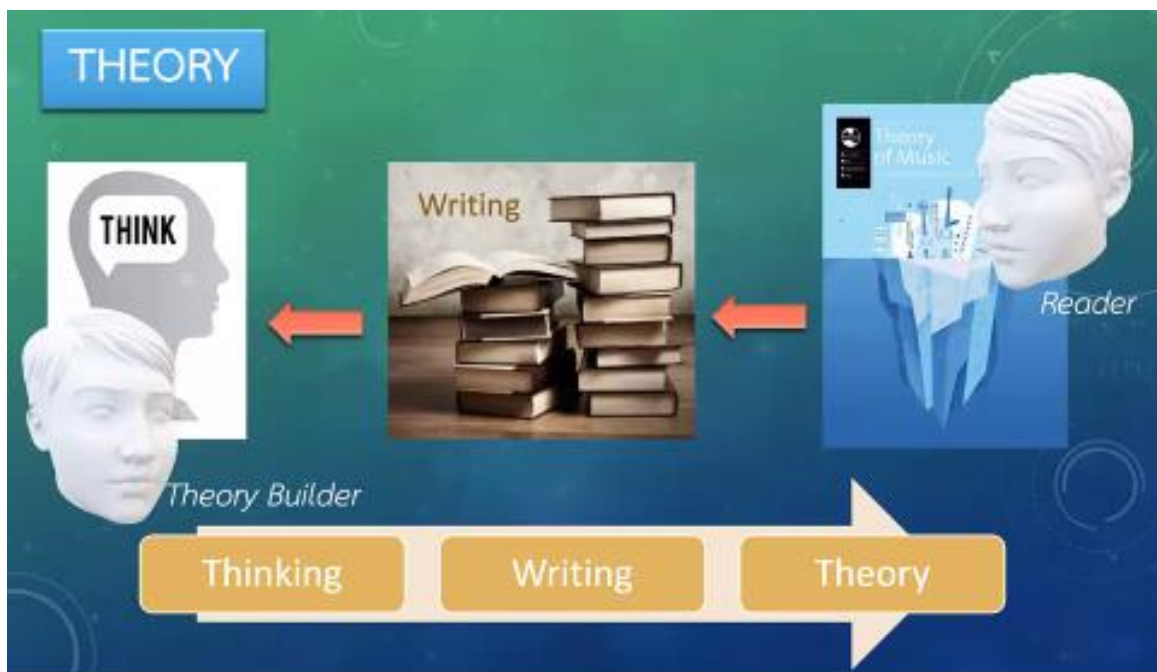 THEORY
THINK
Writing
Theory
of Music
Reader
Theory Builder
Thinking
Writing
Theory